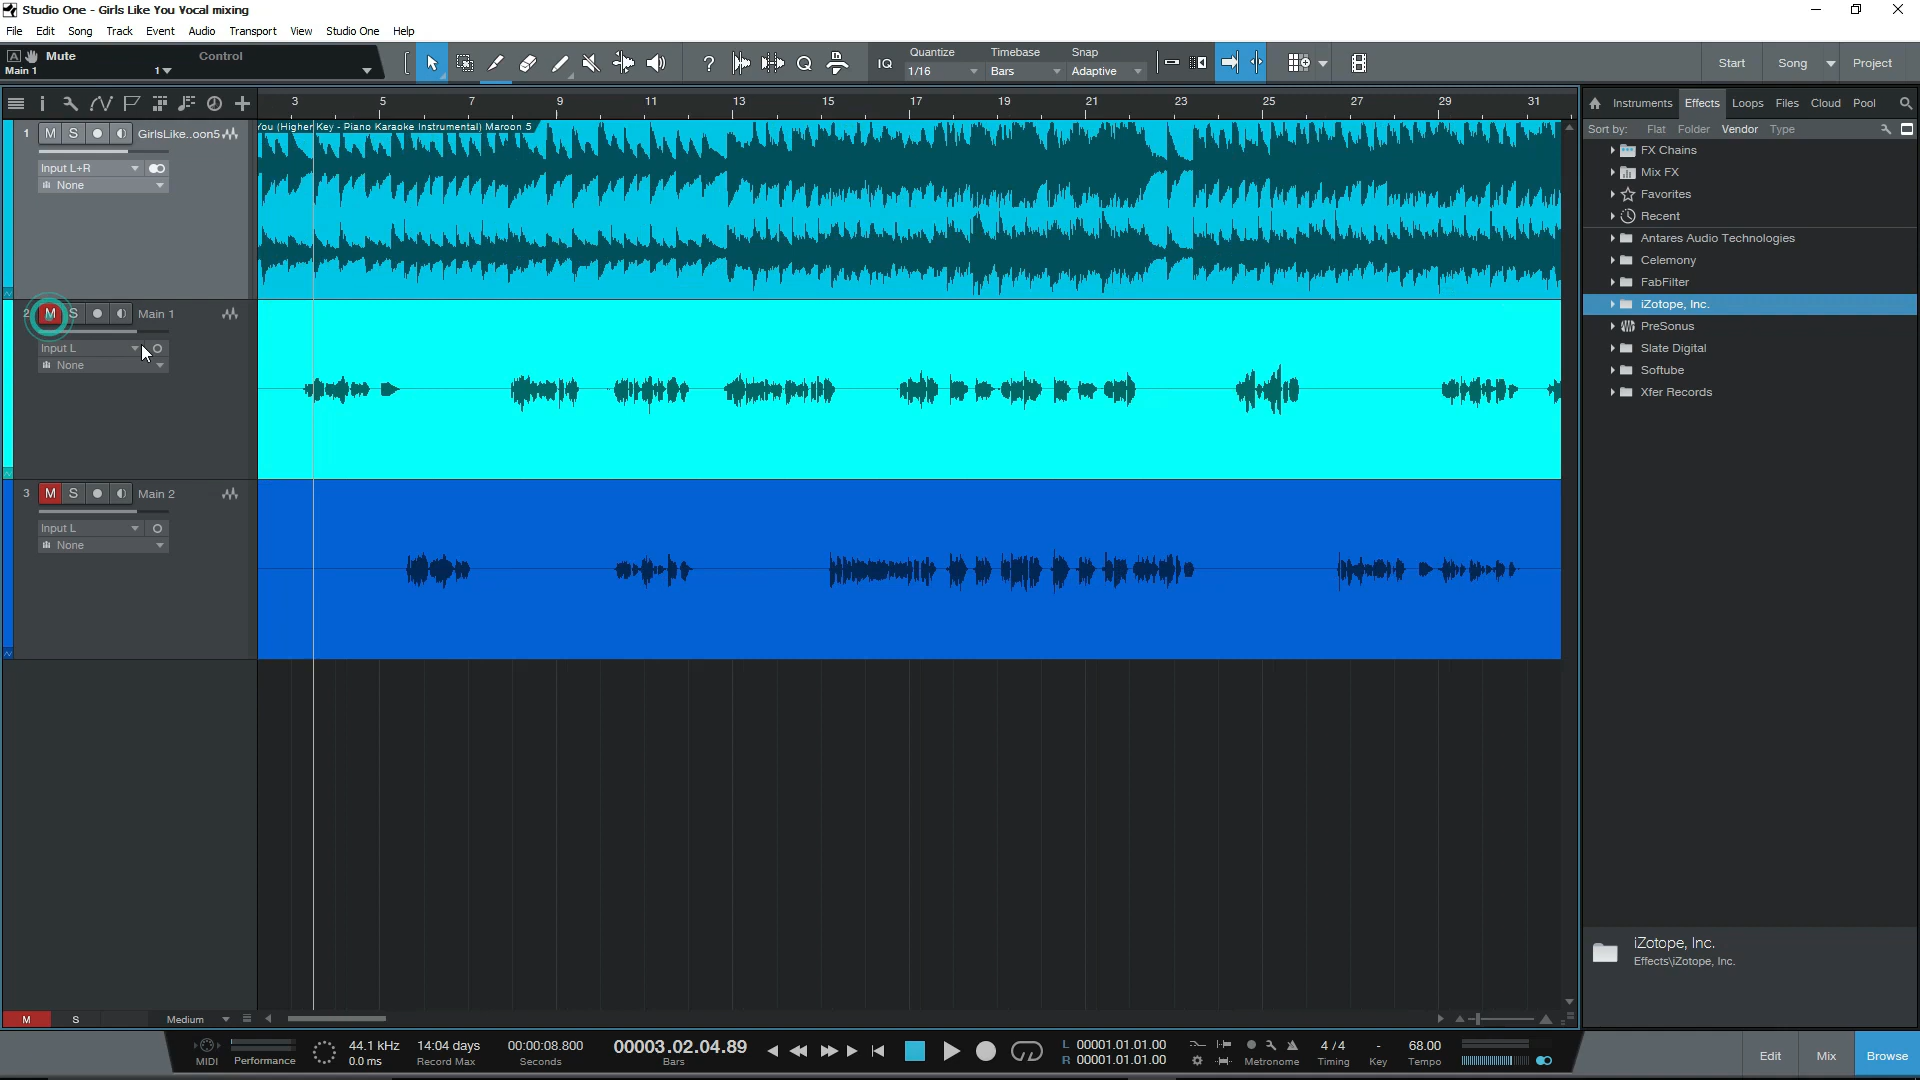 Studio One - Girls Like You Vocal mixing
File Edit Song Track Event Audio Transport View Studio One Help
A Mute Control
Main 1 1
IQ Quantize Timebase Snap
1/16 Bars Adaptive
Start Song Project
3 5 7 9 11 13 15 17 19 21 23 25 27 29 31
Instruments Effects Loops Files Cloud Pool
Sort by: Flat Folder Vendor Type
You (Higher Key - Piano Karaoke Instrumental) Maroon 5
1 M S GirlsLike..oon5
Input L+R
None
2 M S Main 1
Input L
None
3 M S Main 2
Input L
None
FX Chains
Mix FX
Favorites
Recent
Antares Audio Technologies
Celemony
FabFilter
iZotope, Inc.
PreSonus
Slate Digital
Softube
Xfer Records
iZotope, Inc.
Effects\iZotope, Inc.
M S Medium
MIDI Performance
44.1 kHz
0.0 ms
14:04 days
Record Max
00:00:08.800
Seconds
00003.02.04.89
Bars
L 00001.01.01.00
R 00001.01.01.00
Metronome
4 / 4
Timing
-
Key
68.00
Tempo
Edit Mix Browse